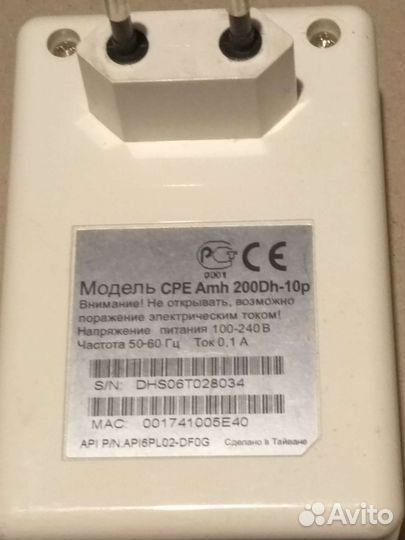 0001
CE
Модель CPE Amh 200Dh-10p
Внимание! Не открывать, возможно
поражение электрическим током!
Напряжение питания 100-240 В
Частота 50-60 Гц Ток 0,1 А
S/N: DHS06T028034
MAC: 001741005E40
API P/N.API6PL02-DF0G Сделано в Тайване
Avito